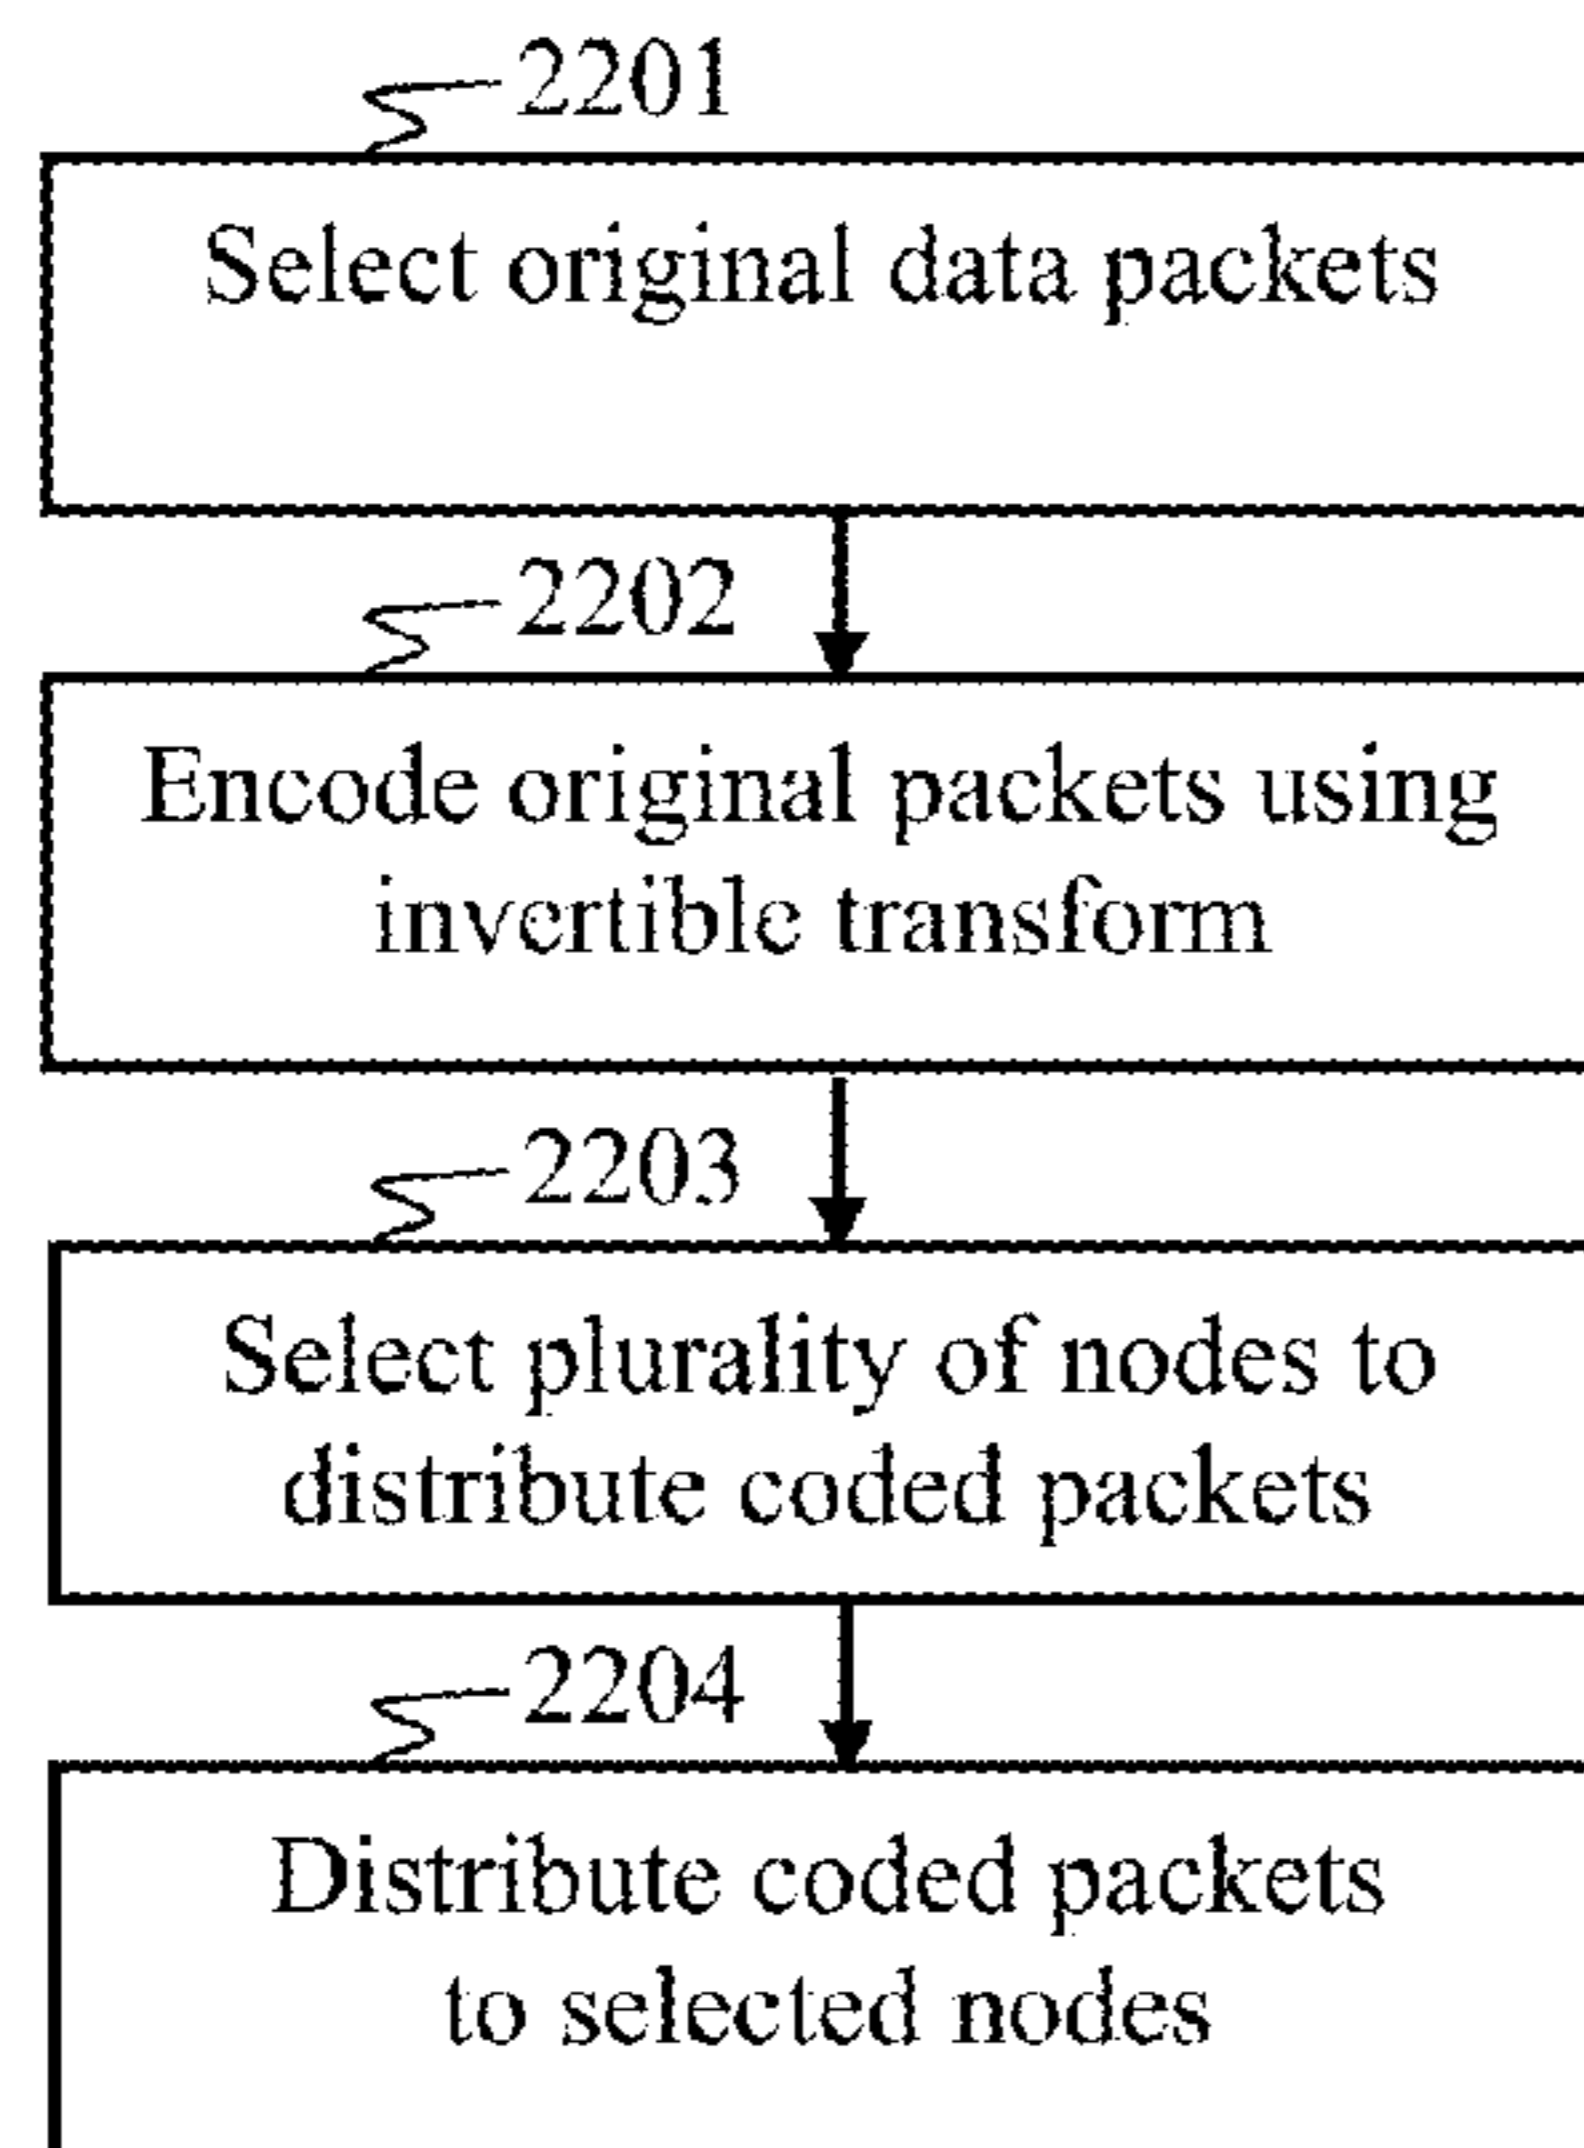 2201
Select original data packets
2202
Encode original packets using
invertible transform
2203
Select plurality of nodes to
distribute coded packets
2204
Distribute coded packets
to selected nodes